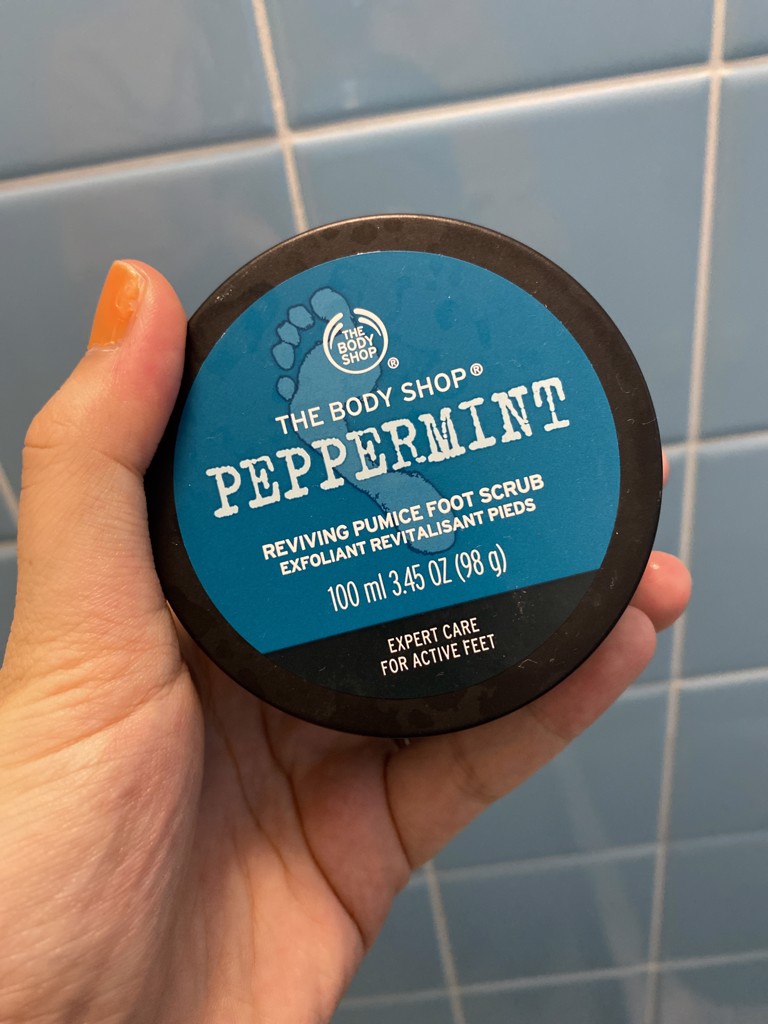 THE
BODY
SHOP
®
THE BODY SHOP®
PEPPERMINT
REVIVING PUMICE FOOT SCRUB
EXFOLIANT REVITALISANT PIEDS
100 ml 3.45 OZ (98 g)
EXPERT CARE
FOR ACTIVE FEET